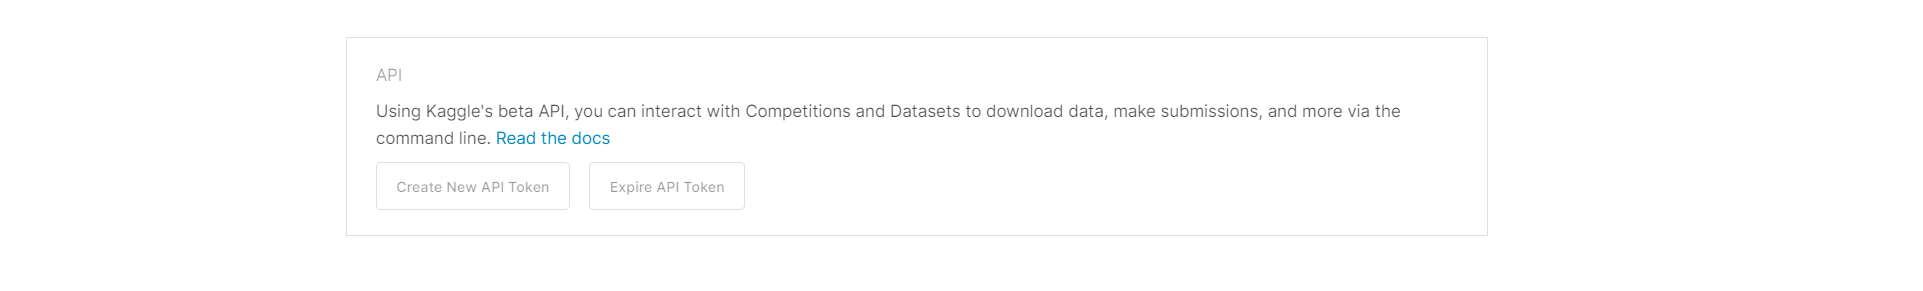 API
Using Kaggle's beta API, you can interact with Competitions and Datasets to download data, make submissions, and more via the
command line. Read the docs
Create New API Token
Expire API Token